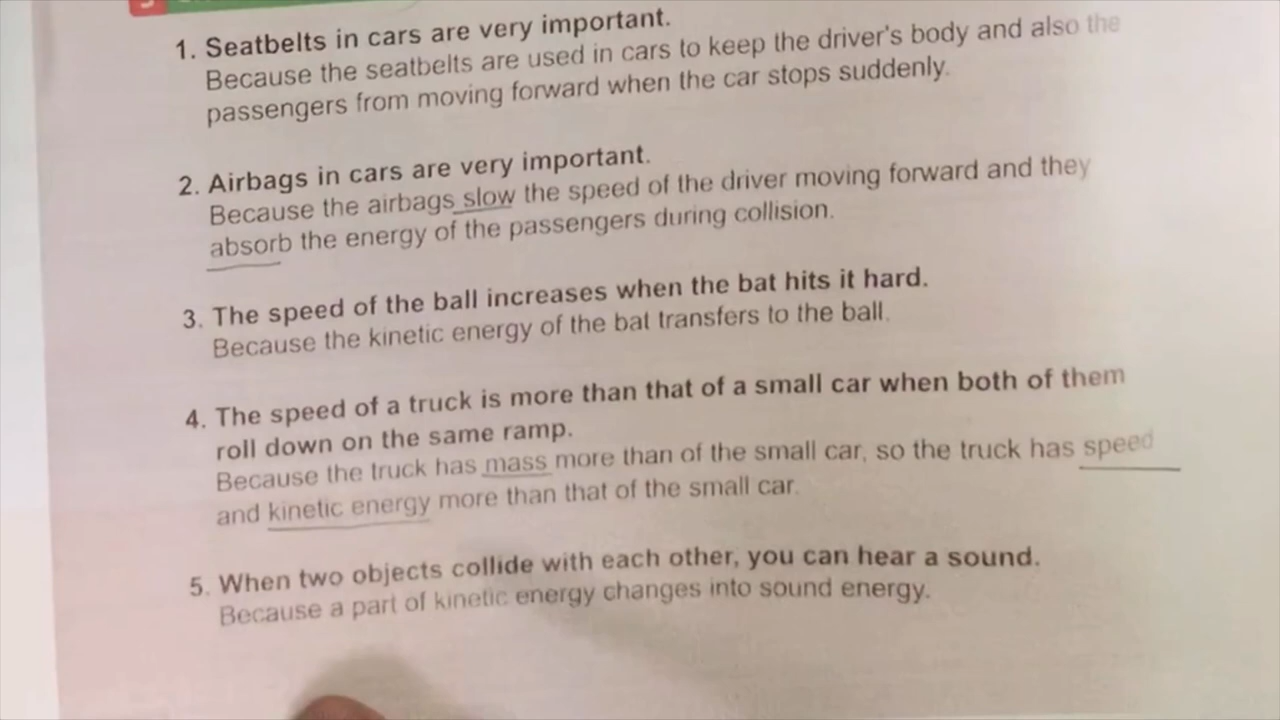 1. Seatbelts in cars are very important.
Because the seatbelts are used in cars to keep the driver's body and also the
passengers from moving forward when the car stops suddenly.
2. Airbags in cars are very important.
Because the airbags slow the speed of the driver moving forward and they
absorb the energy of the passengers during collision.
3. The speed of the ball increases when the bat hits it hard.
Because the kinetic energy of the bat transfers to the ball.
4. The speed of a truck is more than that of a small car when both of them
roll down on the same ramp.
Because the truck has mass more than of the small car, so the truck has speed
and kinetic energy more than that of the small car.
5. When two objects collide with each other, you can hear a sound.
Because a part of kinetic energy changes into sound energy.